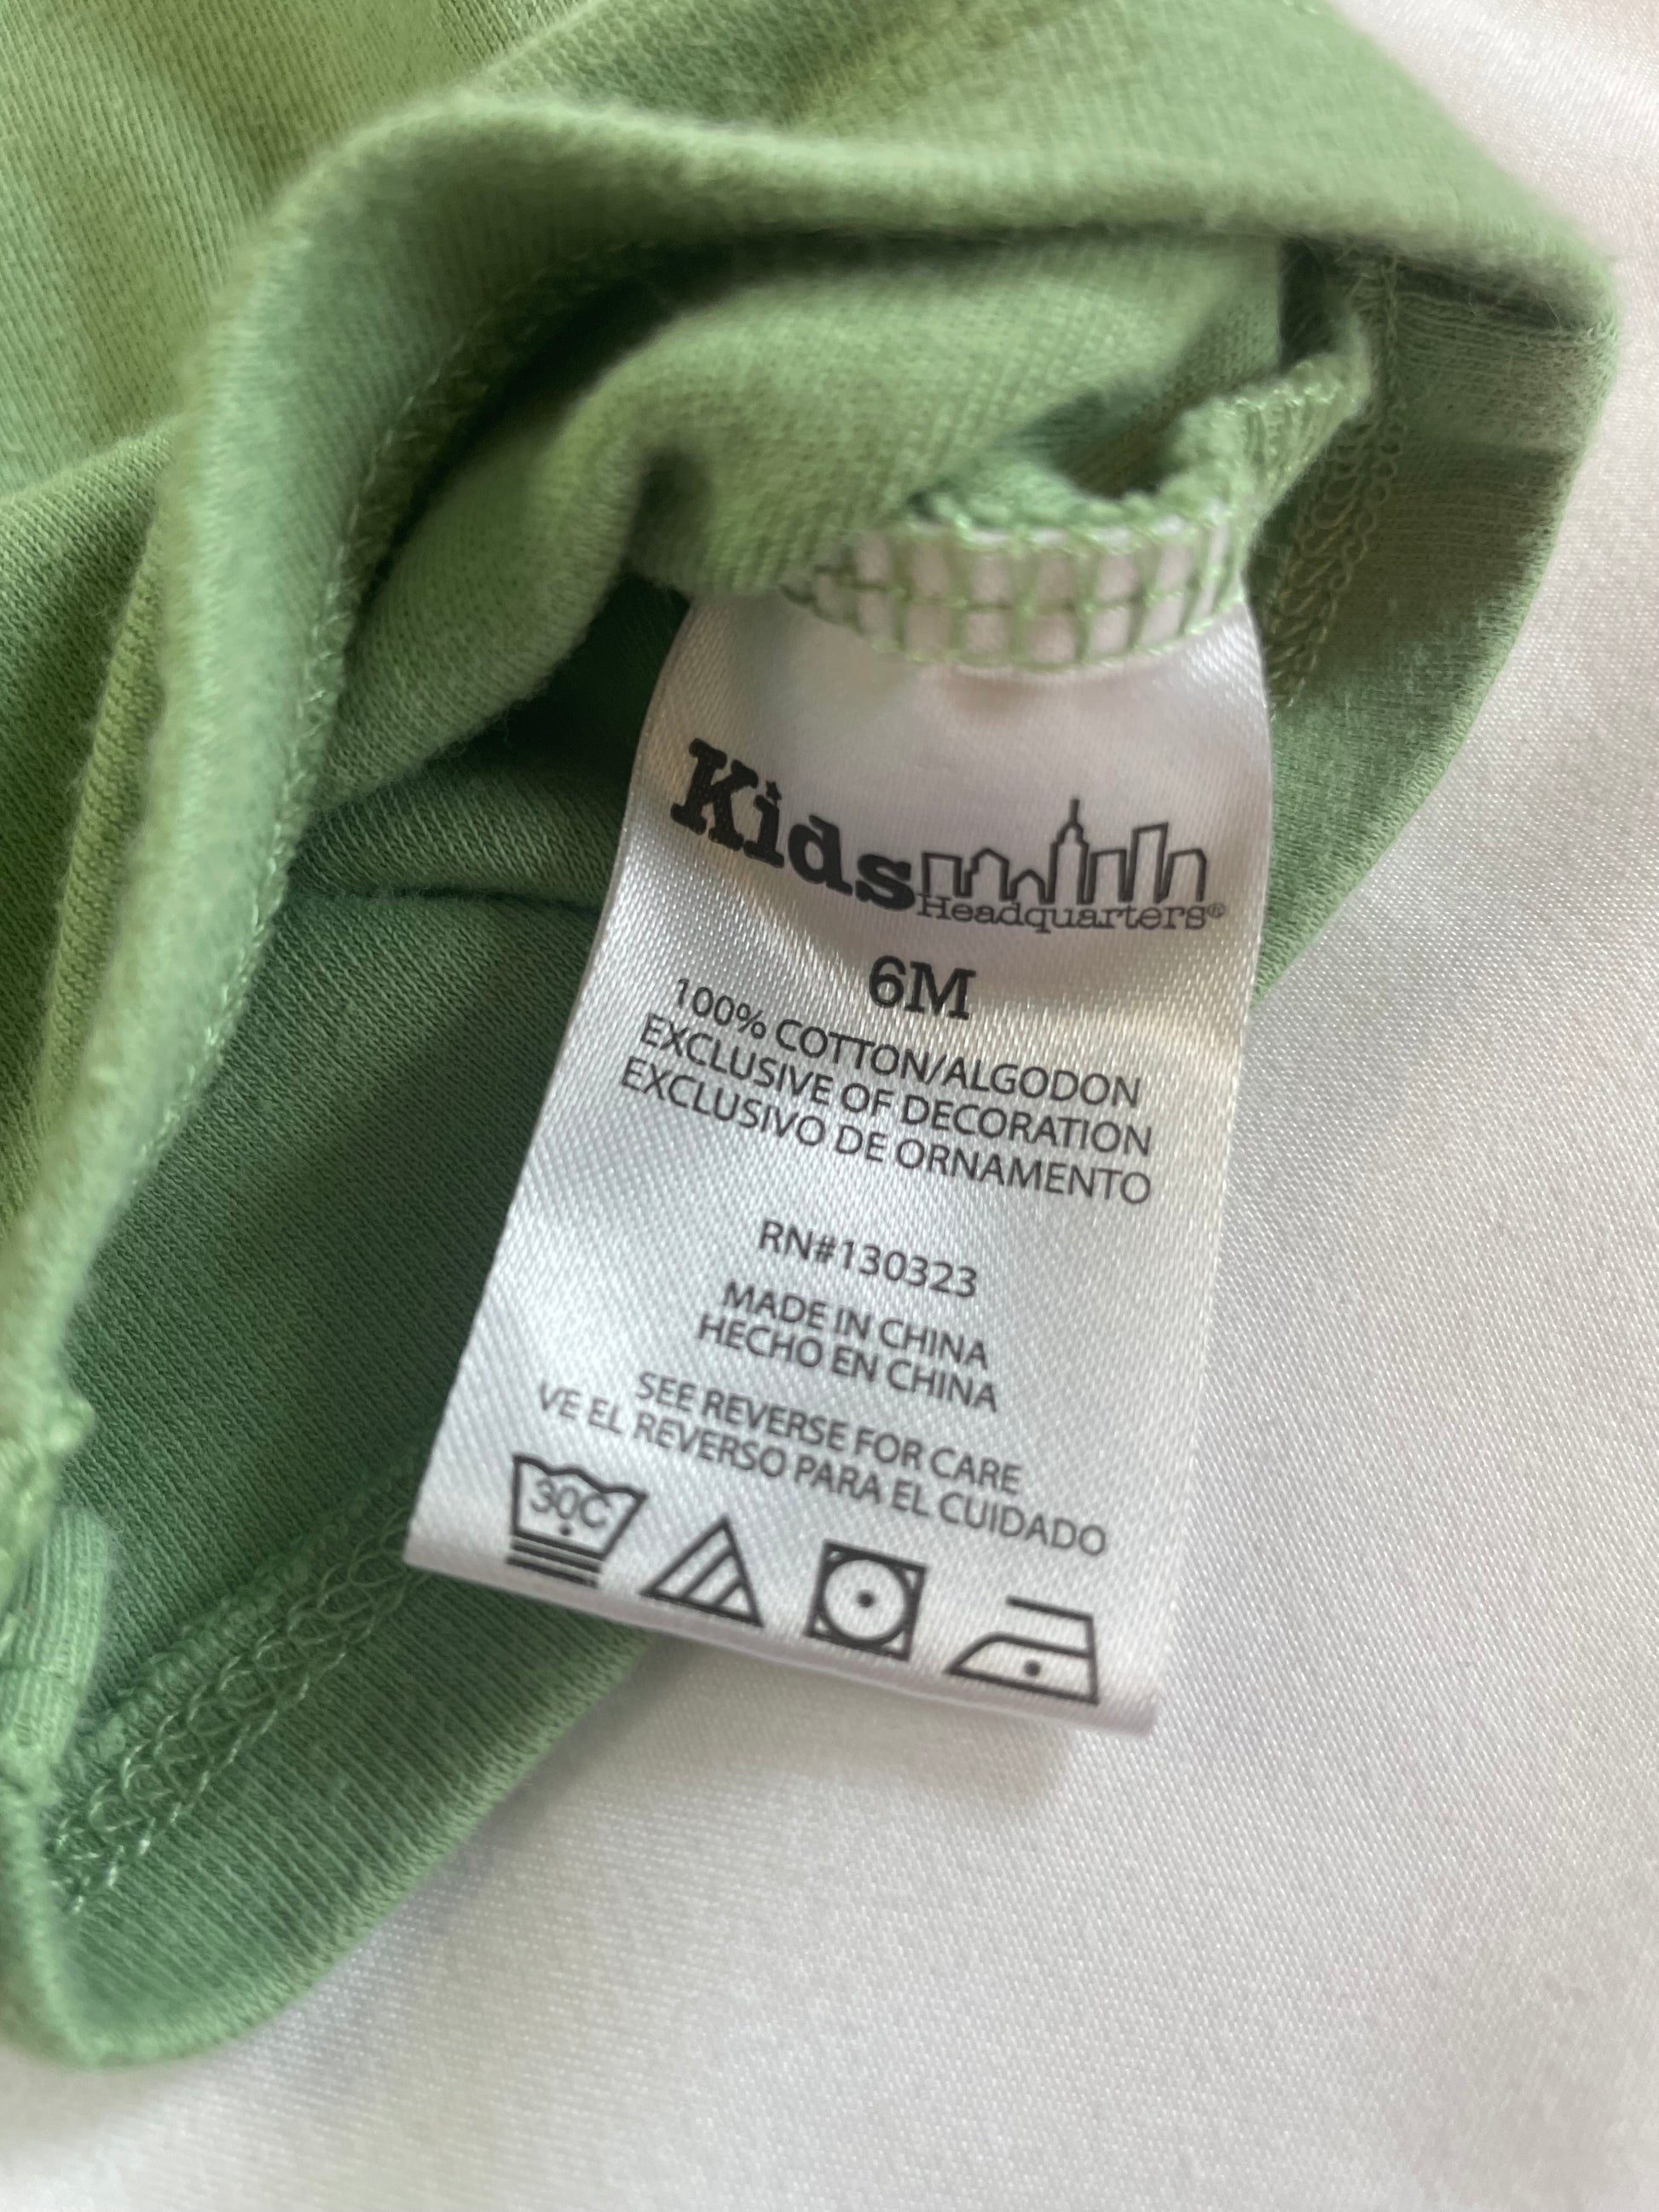 Kids
Headquarters®
6M
100% COTTON/ALGODON
EXCLUSIVE OF DECORATION
EXCLUSIVO DE ORNAMENTO
RN#130323
MADE IN CHINA
HECHO EN CHINA
SEE REVERSE FOR CARE
VE EL REVERSO PARA EL CUIDADO
30C